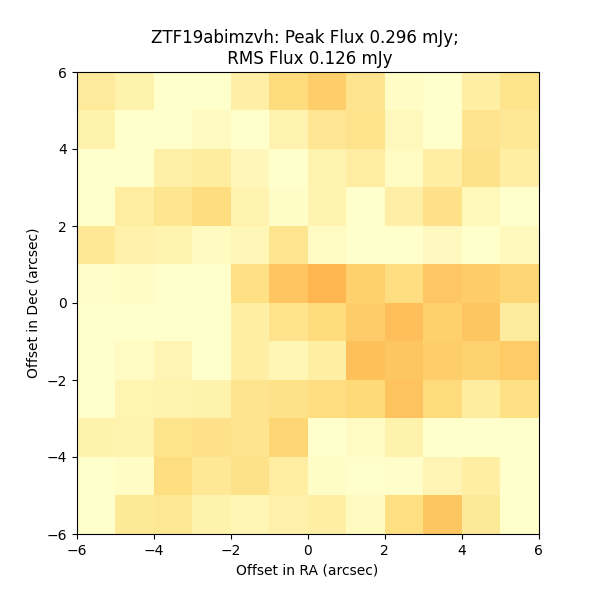 ZTF19abimzvh: Peak Flux 0.296 mJy;
RMS Flux 0.126 mJy
6
4
2
0
−2
−4
−6
Offset in Dec (arcsec)
−6 −4 −2 0 2 4 6
Offset in RA (arcsec)